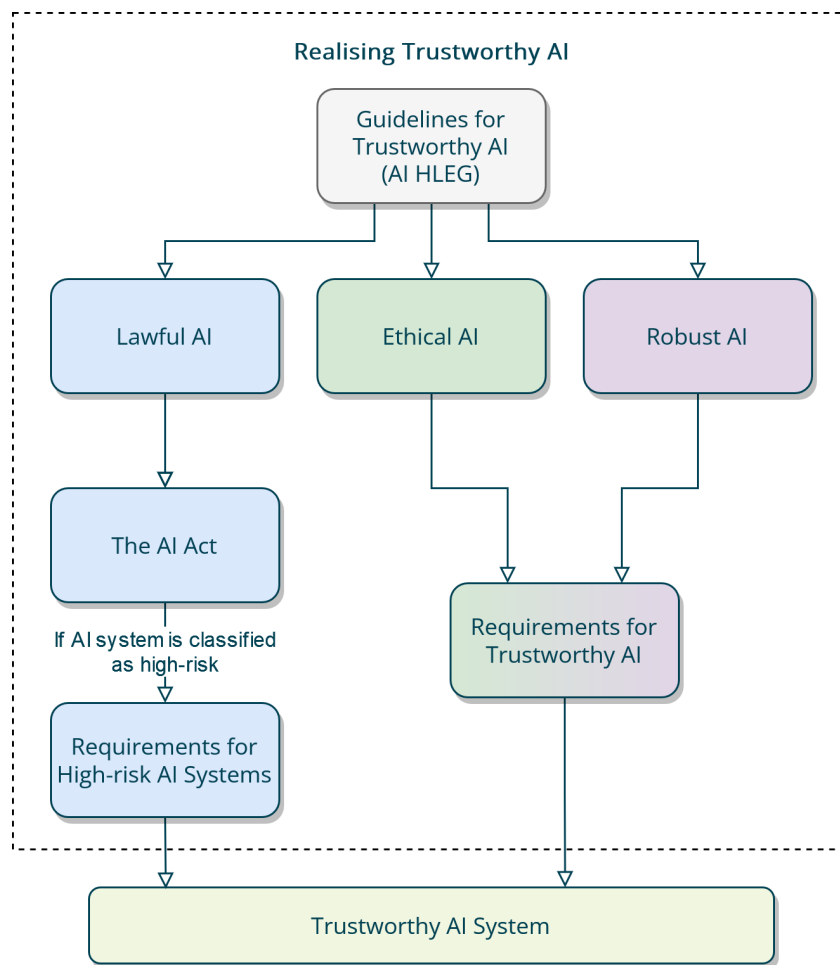 Realising Trustworthy AI
Guidelines for
Trustworthy AI
(AI HLEG)
Lawful AI
Ethical AI
Robust AI
The AI Act
If AI system is classified
as high-risk
Requirements for
Trustworthy AI
Requirements for
High-risk AI Systems
Trustworthy AI System